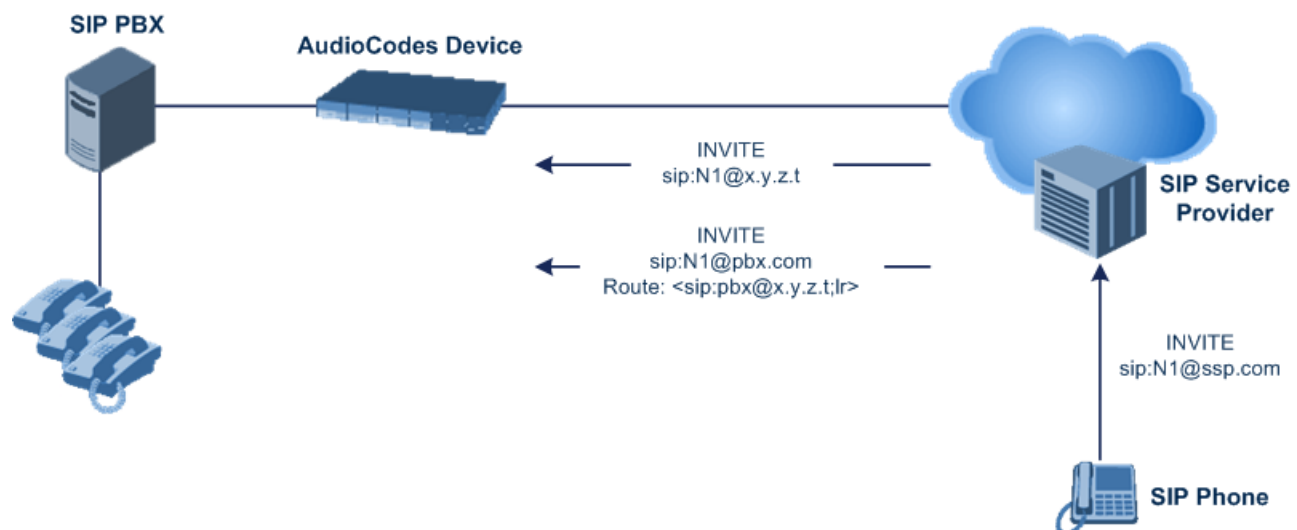 SIP PBX
AudioCodes Device
INVITE
sip:N1@x.y.z.t
SIP Service
Provider
INVITE
sip:N1@pbx.com
Route: <sip:pbx@x.y.z.t;lr>
INVITE
sip:N1@ssp.com
SIP Phone